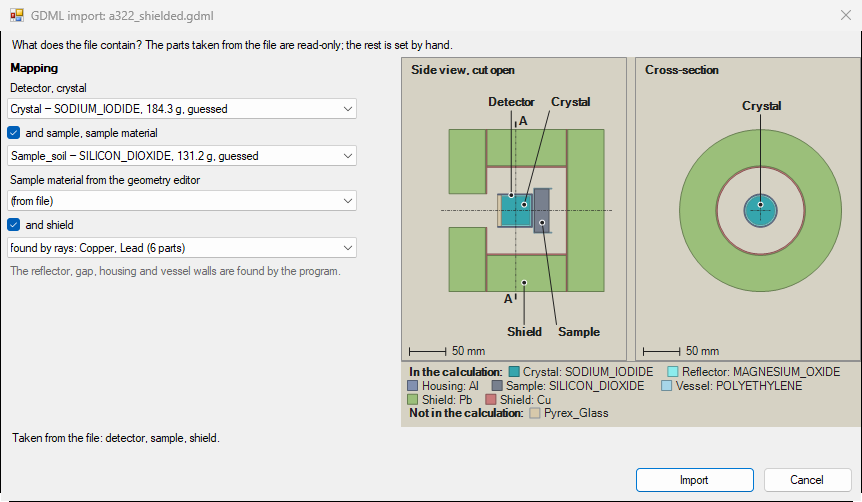 GDML import: a322_shielded.gdml
What does the file contain? The parts taken from the file are read-only; the rest is set by hand.
Mapping
Detector, crystal
Crystal – SODIUM_IODIDE, 184.3 g, guessed
and sample, sample material
Sample_soil – SILICON_DIOXIDE, 131.2 g, guessed
Sample material from the geometry editor
(from file)
and shield
found by rays: Copper, Lead (6 parts)
The reflector, gap, housing and vessel walls are found by the program.
Side view, cut open
Detector
Crystal
A
A
Shield
Sample
50 mm
Cross-section
Crystal
50 mm
In the calculation: Crystal: SODIUM_IODIDE Reflector: MAGNESIUM_OXIDE
Housing: Al Sample: SILICON_DIOXIDE Vessel: POLYETHYLENE
Shield: Pb Shield: Cu
Not in the calculation: Pyrex_Glass
Taken from the file: detector, sample, shield.
Import
Cancel